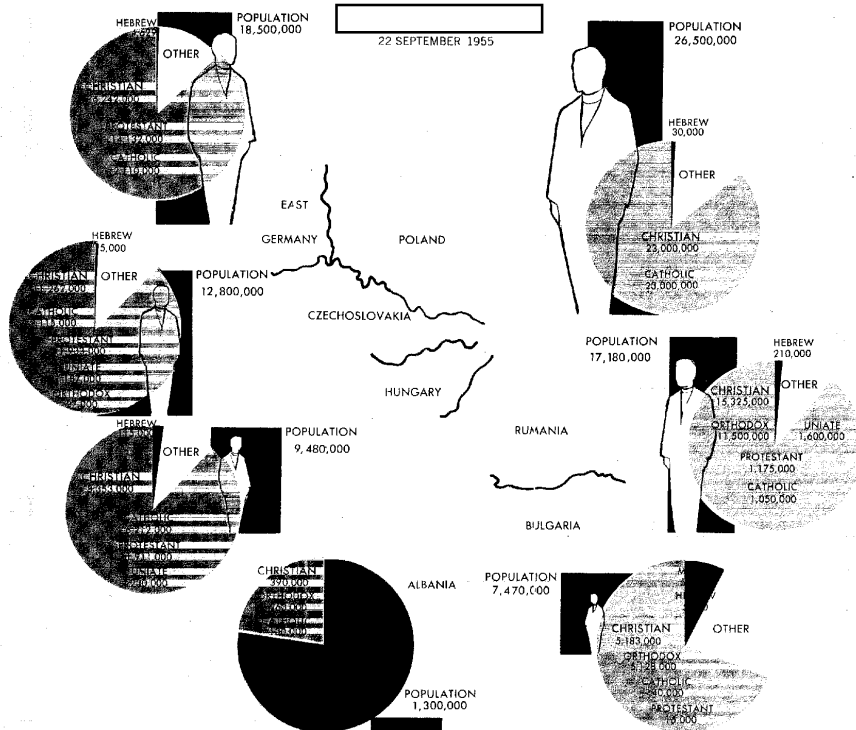 HEBREW
POPULATION
18,500,000
OTHER
CHRISTIAN
PROTESTANT
CATHOLIC
22 SEPTEMBER 1955
POPULATION
26,500,000
HEBREW
30,000
OTHER
CHRISTIAN
23,000,000
CATHOLIC
23,000,000
EAST
GERMANY
POLAND
CZECHOSLOVAKIA
HUNGARY
RUMANIA
BULGARIA
ALBANIA
HEBREW
OTHER
POPULATION
12,800,000
CHRISTIAN
CATHOLIC
PROTESTANT
UNIATE
ORTHODOX
POPULATION
17,180,000
HEBREW
210,000
OTHER
CHRISTIAN
15,325,000
ORTHODOX
11,500,000
UNIATE
1,600,000
PROTESTANT
1,175,000
CATHOLIC
1,050,000
HEBREW
OTHER
POPULATION
9,480,000
CHRISTIAN
CATHOLIC
PROTESTANT
UNIATE
CHRISTIAN
390,000
ORTHODOX
CATHOLIC
POPULATION
1,300,000
POPULATION
7,470,000
OTHER
CHRISTIAN
5,183,000
ORTHODOX
CATHOLIC
PROTESTANT